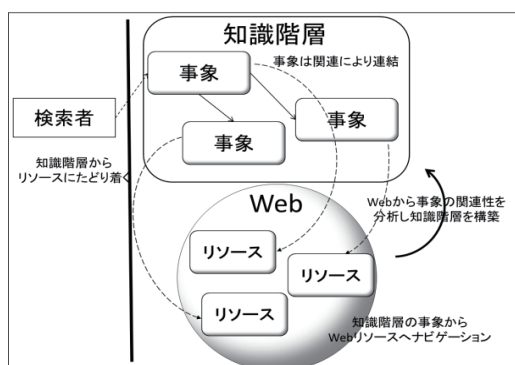 知識階層
事象は関連により連結
事象
検索者
事象
事象
知識階層から
リソースにたどり着く
Web
Webから事象の関連性を
分析し知識階層を構築
リソース
リソース
リソース
知識階層の事象から
Webリソースへナビゲーション